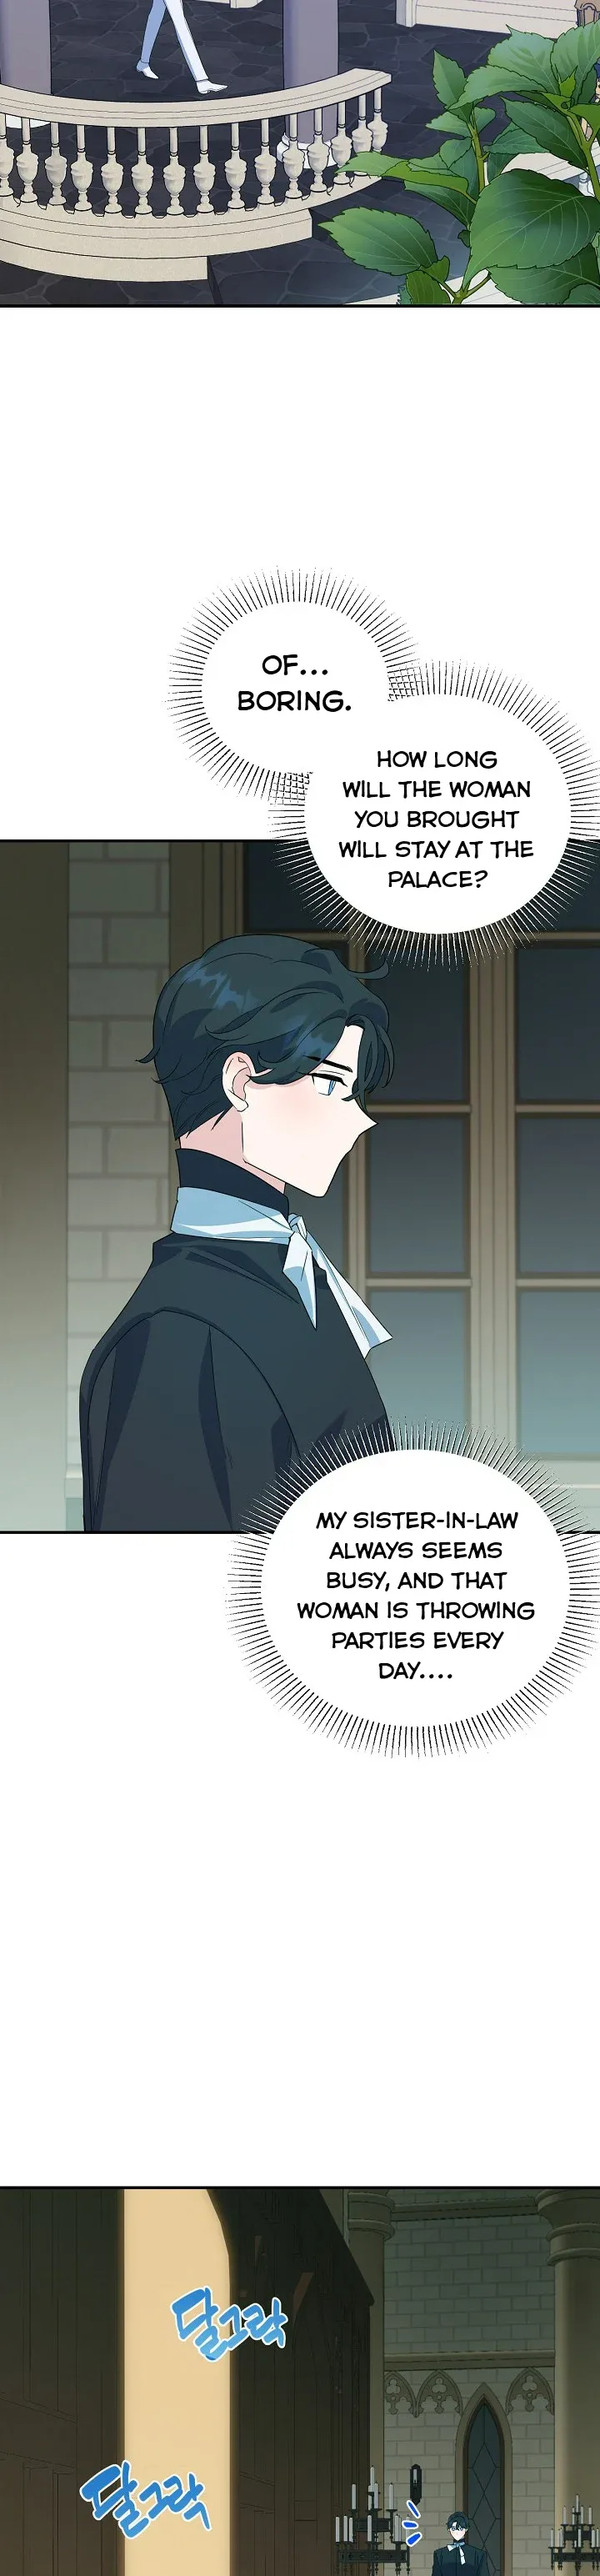 OF...
BORING.
HOW LONG
WILL THE WOMAN
YOU BROUGHT
WILL STAY AT THE
PALACE?
MY SISTER-IN-LAW
ALWAYS SEEMS
BUSY, AND THAT
WOMAN IS THROWING
PARTIES EVERY
DAY....
달그락
달그락